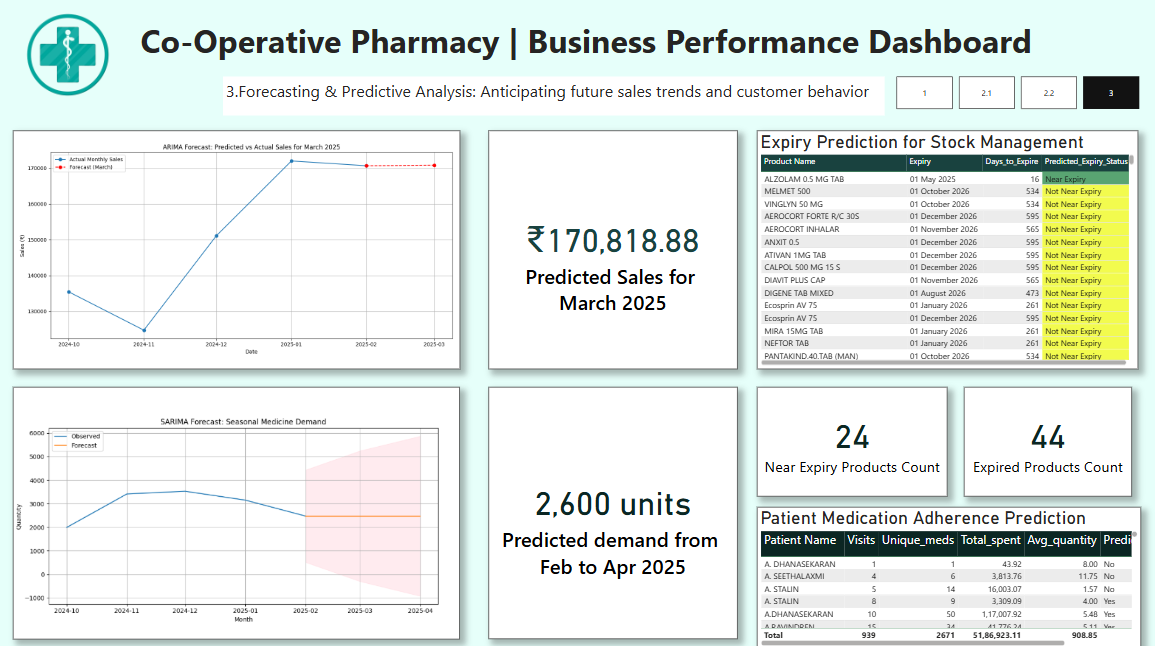 Co-Operative Pharmacy | Business Performance Dashboard
3.Forecasting & Predictive Analysis: Anticipating future sales trends and customer behavior
1
2.1
2.2
3
ARIMA Forecast: Predicted vs Actual Sales for March 2025
Actual Monthly Sales
Forecast (March)
170000
160000
150000
140000
130000
Sales (₹)
2024-10 2024-11 2024-12 2025-01 2025-02 2025-03
Date
₹170,818.88
Predicted Sales for
March 2025
Expiry Prediction for Stock Management
Product Name Expiry Days_to_Expire Predicted_Expiry_Status
ALZOLAM 0.5 MG TAB 01 May 2025 16 Near Expiry
MELMET 500 01 October 2026 534 Not Near Expiry
VINGLYN 50 MG 01 October 2026 534 Not Near Expiry
AEROCORT FORTE R/C 30S 01 December 2026 595 Not Near Expiry
AEROCORT INHALAR 01 November 2026 565 Not Near Expiry
ANXIT 0.5 01 December 2026 595 Not Near Expiry
ATIVAN 1MG TAB 01 December 2026 595 Not Near Expiry
CALPOL 500 MG 15 S 01 December 2026 595 Not Near Expiry
DIAVIT PLUS CAP 01 November 2026 565 Not Near Expiry
DIGENE TAB MIXED 01 August 2026 473 Not Near Expiry
Ecosprin AV 75 01 January 2026 261 Not Near Expiry
Ecosprin AV 75 01 December 2026 595 Not Near Expiry
MIRA 15MG TAB 01 January 2026 261 Not Near Expiry
NEFTOR TAB 01 January 2026 261 Not Near Expiry
PANTAKIND.40.TAB (MAN) 01 October 2026 534 Not Near Expiry
SARIMA Forecast: Seasonal Medicine Demand
Observed
Forecast
6000
5000
4000
3000
2000
1000
0
−1000
Quantity
2024-10 2024-11 2024-12 2025-01 2025-02 2025-03 2025-04
Month
2,600 units
Predicted demand from
Feb to Apr 2025
24
Near Expiry Products Count
44
Expired Products Count
Patient Medication Adherence Prediction
Patient Name Visits Unique_meds Total_spent Avg_quantity Predi
A. DHANASEKARAN 1 1 43.92 8.00 No
A. SEETHALAXMI 4 6 3,813.76 11.75 No
A. STALIN 5 14 16,003.07 1.57 No
A. STALIN 8 9 3,309.09 4.00 Yes
A.DHANASEKARAN 10 50 1,17,007.92 5.48 Yes
A.RAVINDREN 15 34 41,776.24 5.11 Yes
Total 939 2671 51,86,923.11 908.85